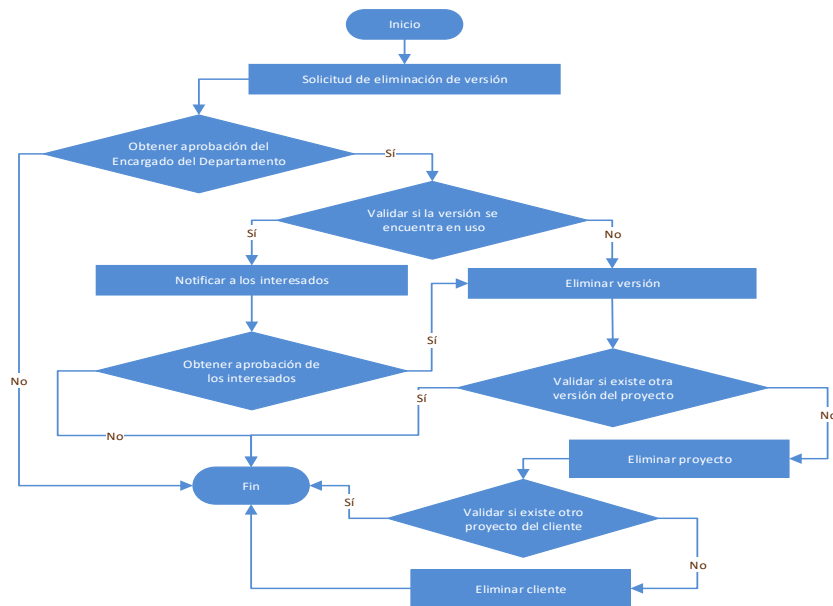 Inicio
Solicitud de eliminación de versión
Obtener aprobación del
Encargado del Departamento
Sí
Validar si la versión se
encuentra en uso
Sí
No
Notificar a los interesados
Eliminar versión
Sí
Obtener aprobación de
los interesados
Validar si existe otra
versión del proyecto
No
Sí
No
No
Eliminar proyecto
Fin
Sí
Validar si existe otro
proyecto del cliente
No
Eliminar cliente